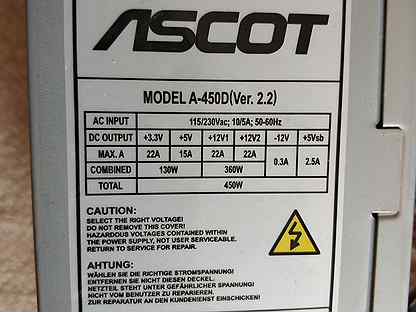 ASCOT
MODEL A-450D(Ver. 2.2)
AC INPUT 115/230Vac; 10/5A; 50-60Hz
DC OUTPUT +3.3V +5V +12V1 +12V2 -12V +5Vsb
MAX. A 22A 15A 22A 22A 0.3A 2.5A
COMBINED 130W 360W
TOTAL 450W
CAUTION:
SELECT THE RIGHT VOLTAGE!
DO NOT REMOVE THIS COVER!
HAZARDOUS VOLTAGES CONTAINED WITHIN
THE POWER SUPPLY, NOT USER SERVICEABLE.
RETURN TO SERVICE FOR REPAIR.
AHTUNG:
WÄHLEN SIE DIE RICHTIGE STROMSPANNUNG!
ENTFERNEN SIE NICHT DIESEN DECKEL.
NETZTEIL STEHT UNTER GEFÄHRLICHER SPANNUNG!
NICHT VOM BENUTZER ZU REPARIEREN.
ZUR REPARATUR AN DEN KUNDENDEIST EINSCHICKEN!